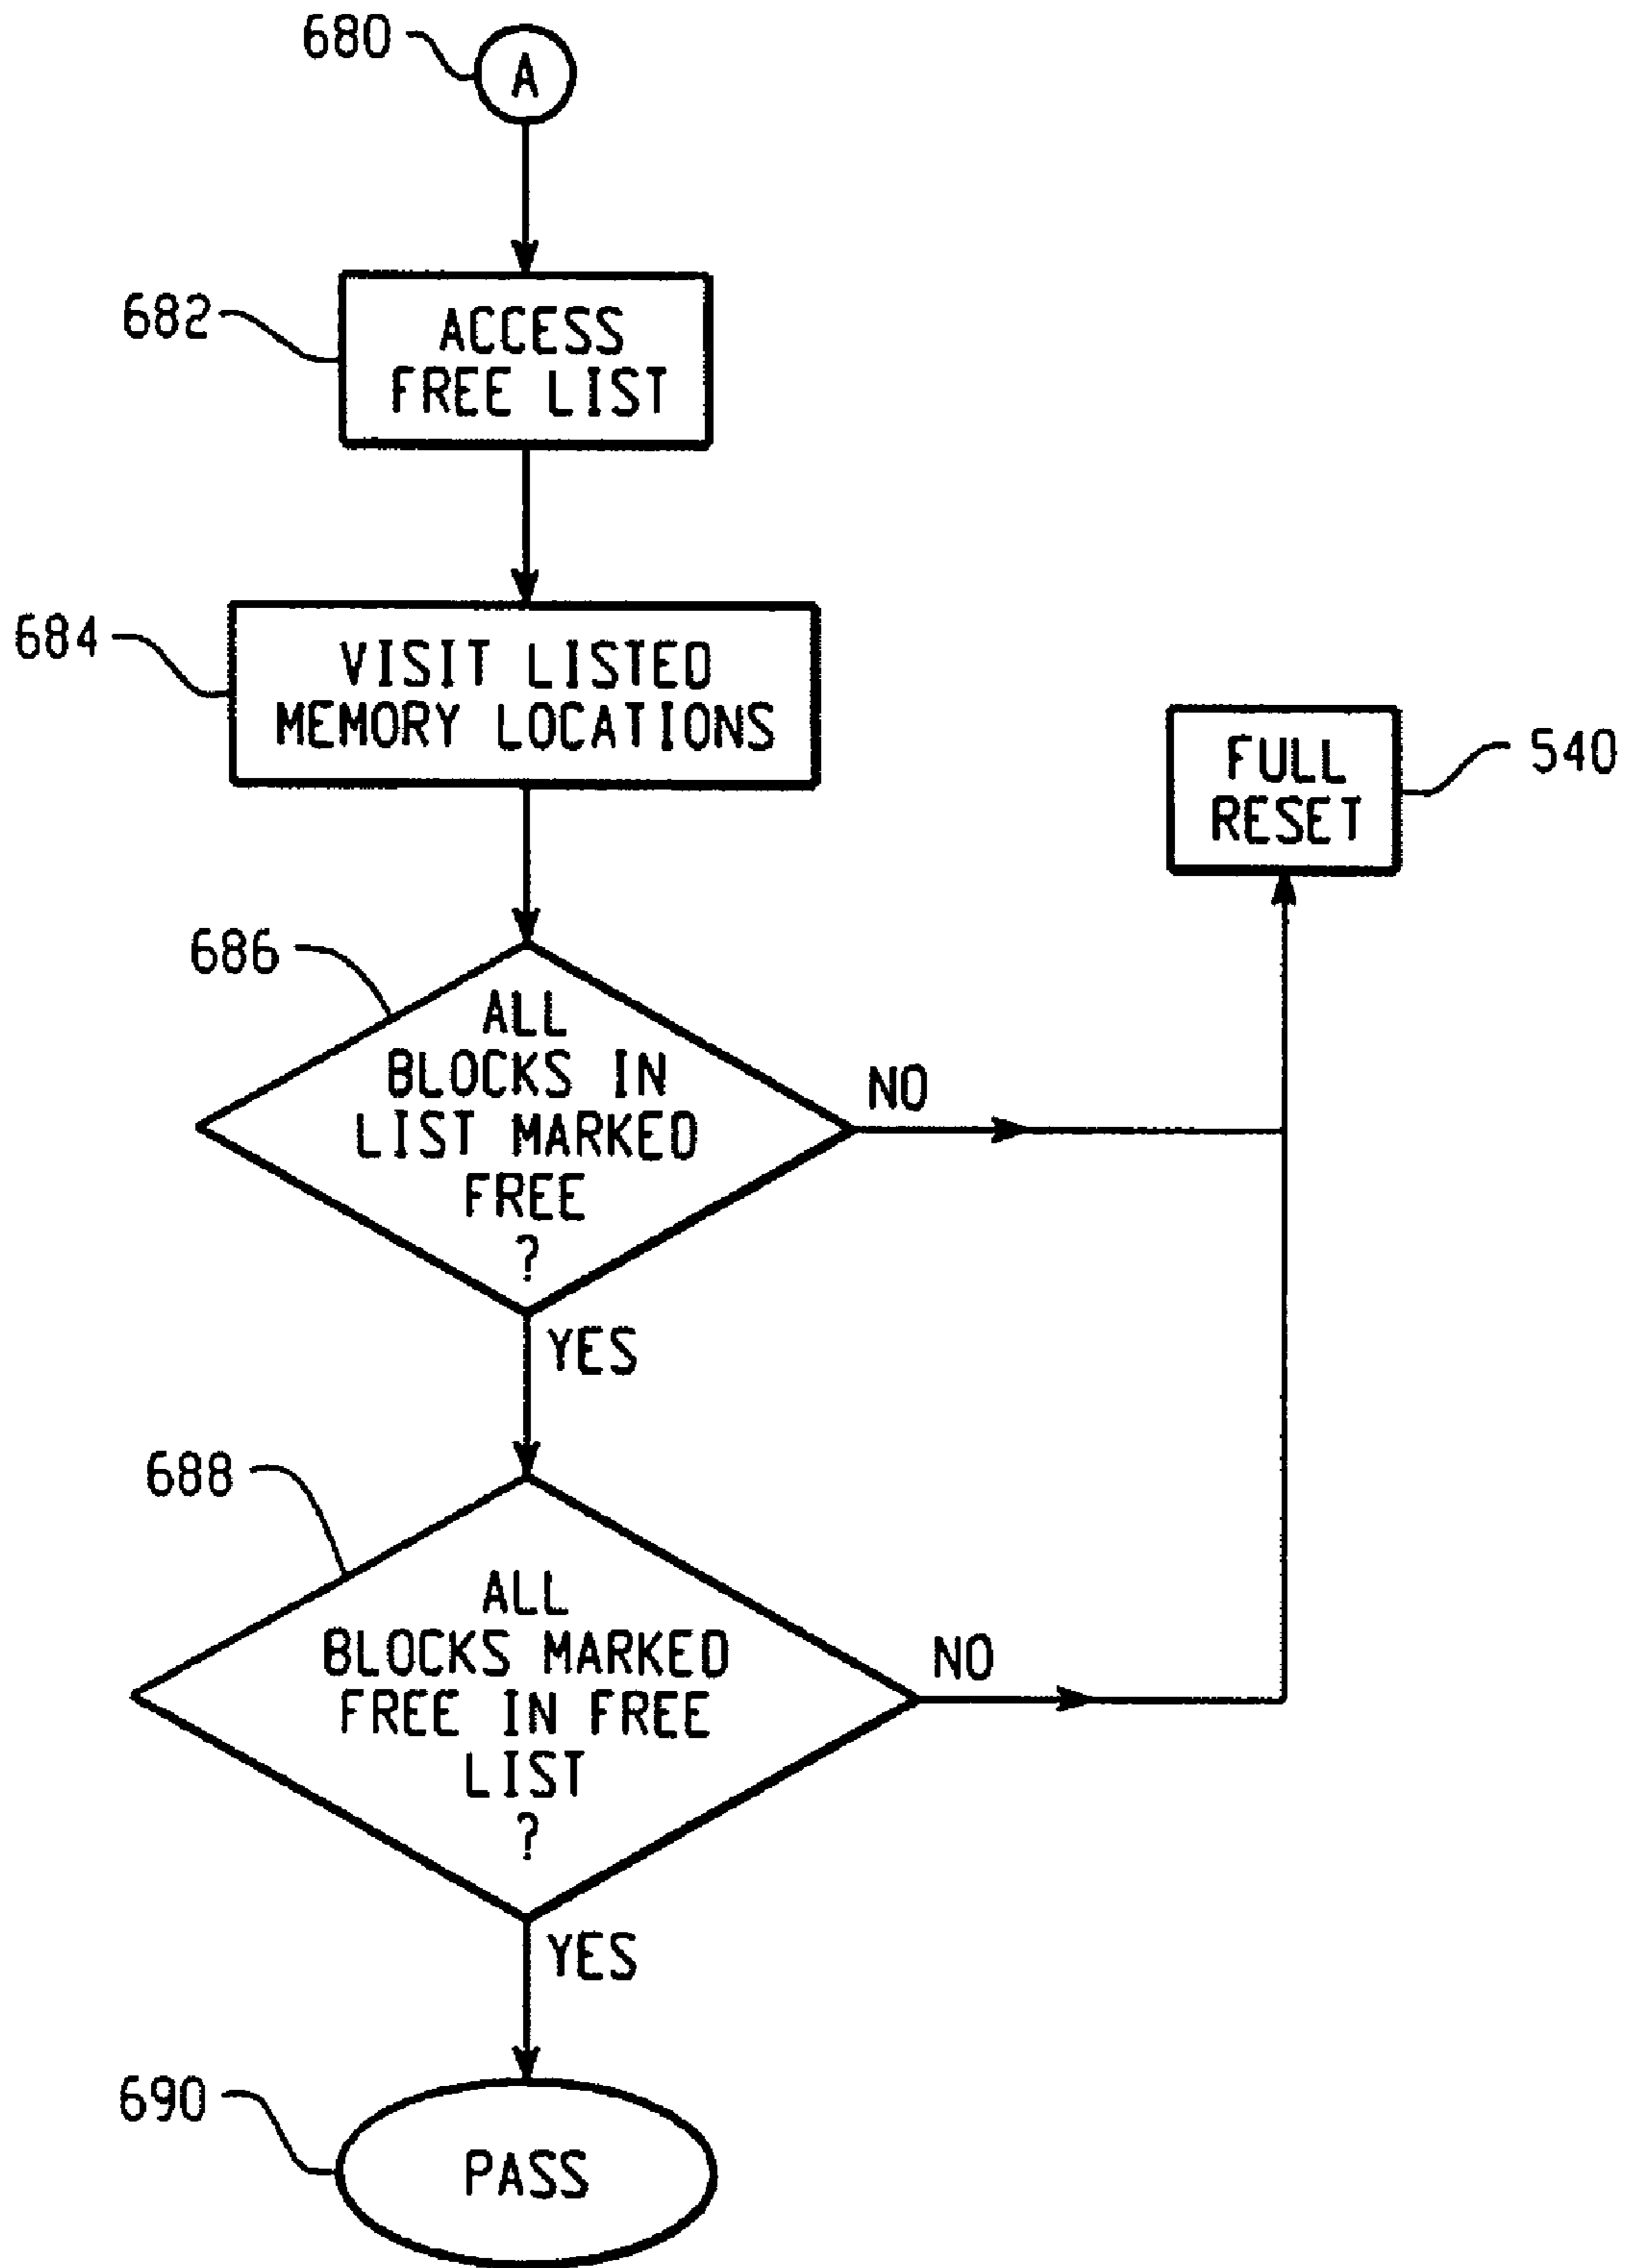 680
A
682
ACCESS
FREE LIST
684
VISIT LISTED
MEMORY LOCATIONS
FULL
RESET
540
686
ALL
BLOCKS IN
LIST MARKED
FREE
?
NO
YES
688
ALL
BLOCKS MARKED
FREE IN FREE
LIST
?
NO
YES
690
PASS